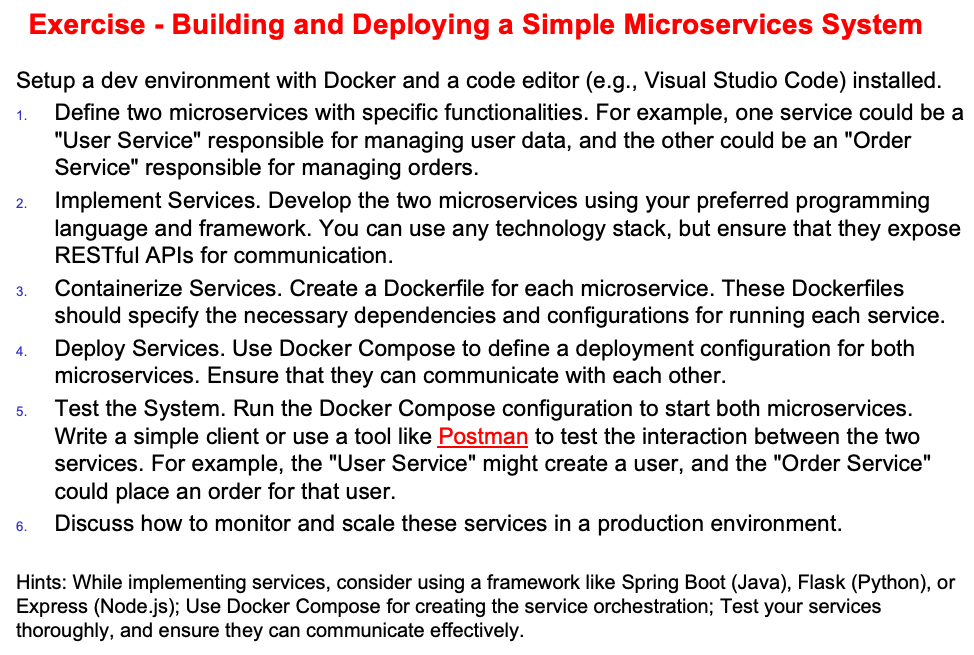 Exercise - Building and Deploying a Simple Microservices System
Setup a dev environment with Docker and a code editor (e.g., Visual Studio Code) installed.
1. Define two microservices with specific functionalities. For example, one service could be a
"User Service" responsible for managing user data, and the other could be an "Order
Service" responsible for managing orders.
2. Implement Services. Develop the two microservices using your preferred programming
language and framework. You can use any technology stack, but ensure that they expose
RESTful APIs for communication.
3. Containerize Services. Create a Dockerfile for each microservice. These Dockerfiles
should specify the necessary dependencies and configurations for running each service.
4. Deploy Services. Use Docker Compose to define a deployment configuration for both
microservices. Ensure that they can communicate with each other.
5. Test the System. Run the Docker Compose configuration to start both microservices.
Write a simple client or use a tool like Postman to test the interaction between the two
services. For example, the "User Service" might create a user, and the "Order Service"
could place an order for that user.
6. Discuss how to monitor and scale these services in a production environment.
Hints: While implementing services, consider using a framework like Spring Boot (Java), Flask (Python), or
Express (Node.js); Use Docker Compose for creating the service orchestration; Test your services
thoroughly, and ensure they can communicate effectively.